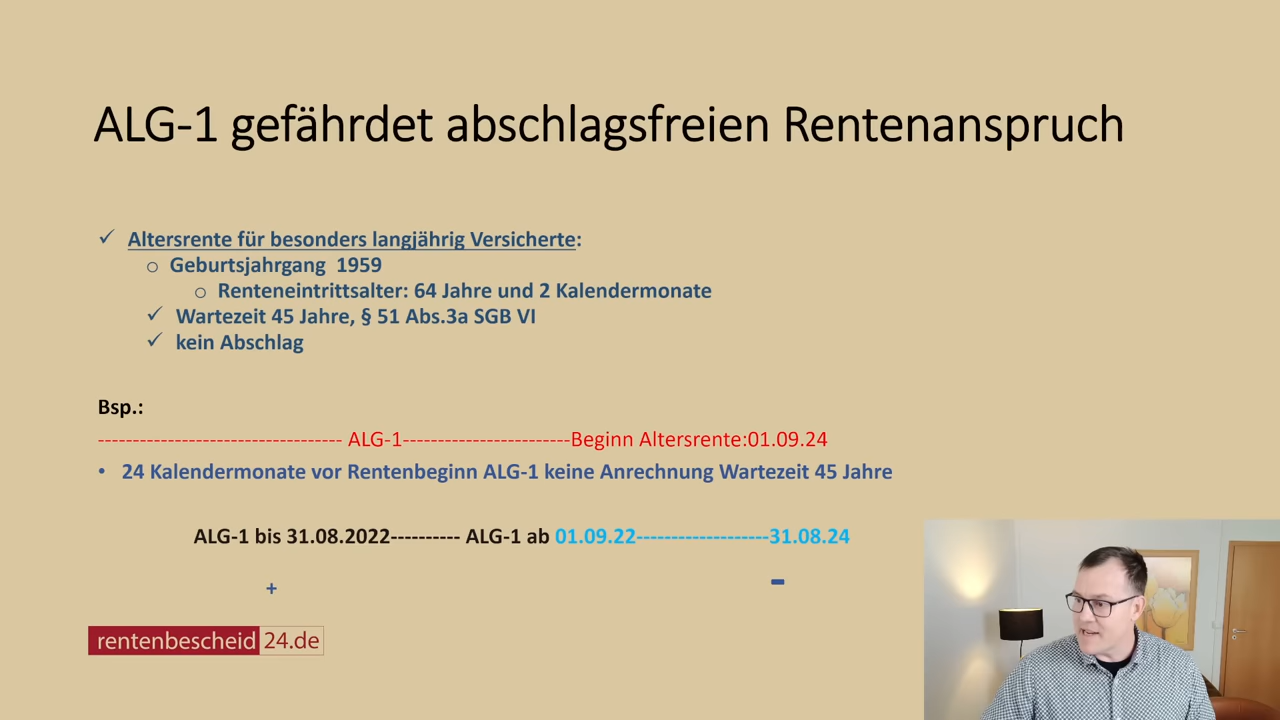 ALG-1 gefährdet abschlagsfreien Rentenanspruch
✓ Altersrente für besonders langjährig Versicherte:
o Geburtsjahrgang 1959
o Renteneintrittsalter: 64 Jahre und 2 Kalendermonate
✓ Wartezeit 45 Jahre, § 51 Abs.3a SGB VI
✓ kein Abschlag
Bsp.:
----------------------------------- ALG-1------------------------Beginn Altersrente:01.09.24
• 24 Kalendermonate vor Rentenbeginn ALG-1 keine Anrechnung Wartezeit 45 Jahre
ALG-1 bis 31.08.2022---------- ALG-1 ab 01.09.22-------------------31.08.24
+ -
rentenbescheid 24.de